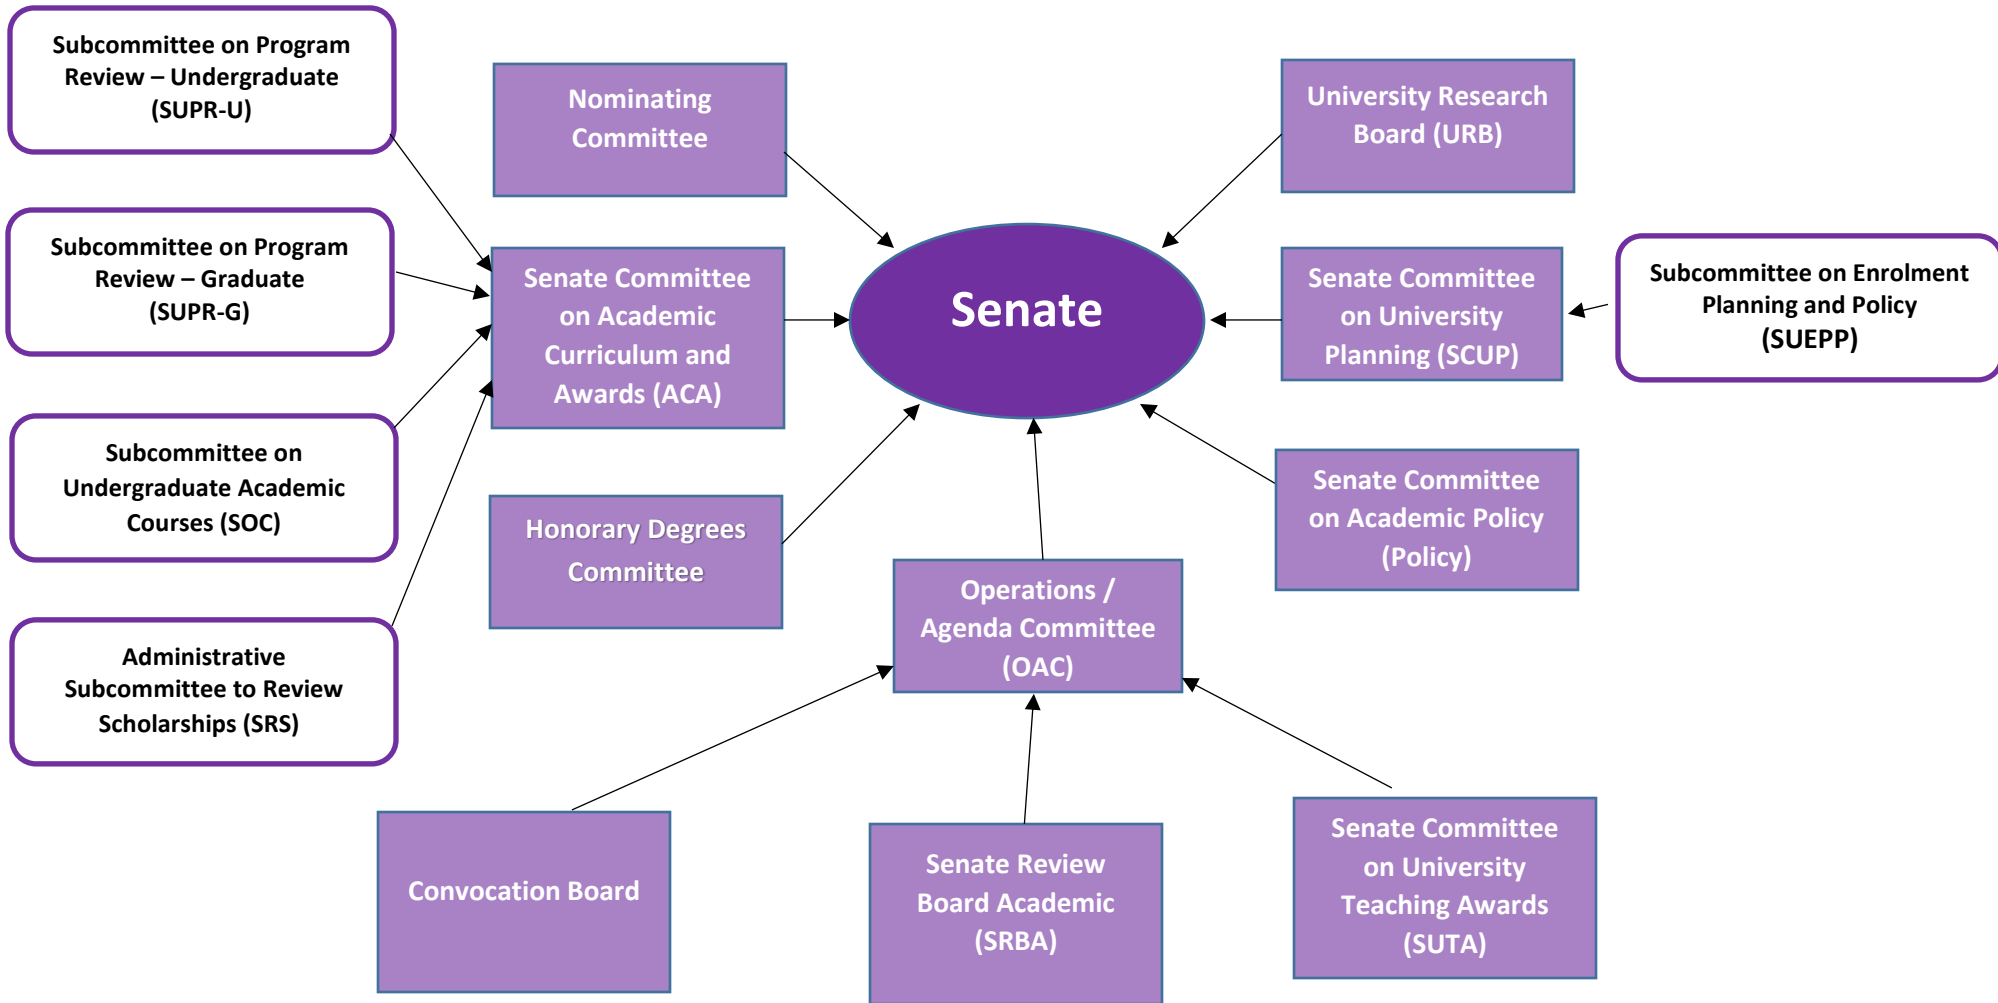 Subcommittee on Program
Review – Undergraduate
(SUPR-U)
Nominating
Committee
University Research
Board (URB)
Subcommittee on Program
Review – Graduate
(SUPR-G)
Senate Committee
on Academic
Curriculum and
Awards (ACA)
Senate
Senate Committee
on University
Planning (SCUP)
Subcommittee on Enrolment
Planning and Policy
(SUEPP)
Subcommittee on
Undergraduate Academic
Courses (SOC)
Honorary Degrees
Committee
Senate Committee
on Academic Policy
(Policy)
Operations /
Agenda Committee
(OAC)
Administrative
Subcommittee to Review
Scholarships (SRS)
Convocation Board
Senate Review
Board Academic
(SRBA)
Senate Committee
on University
Teaching Awards
(SUTA)